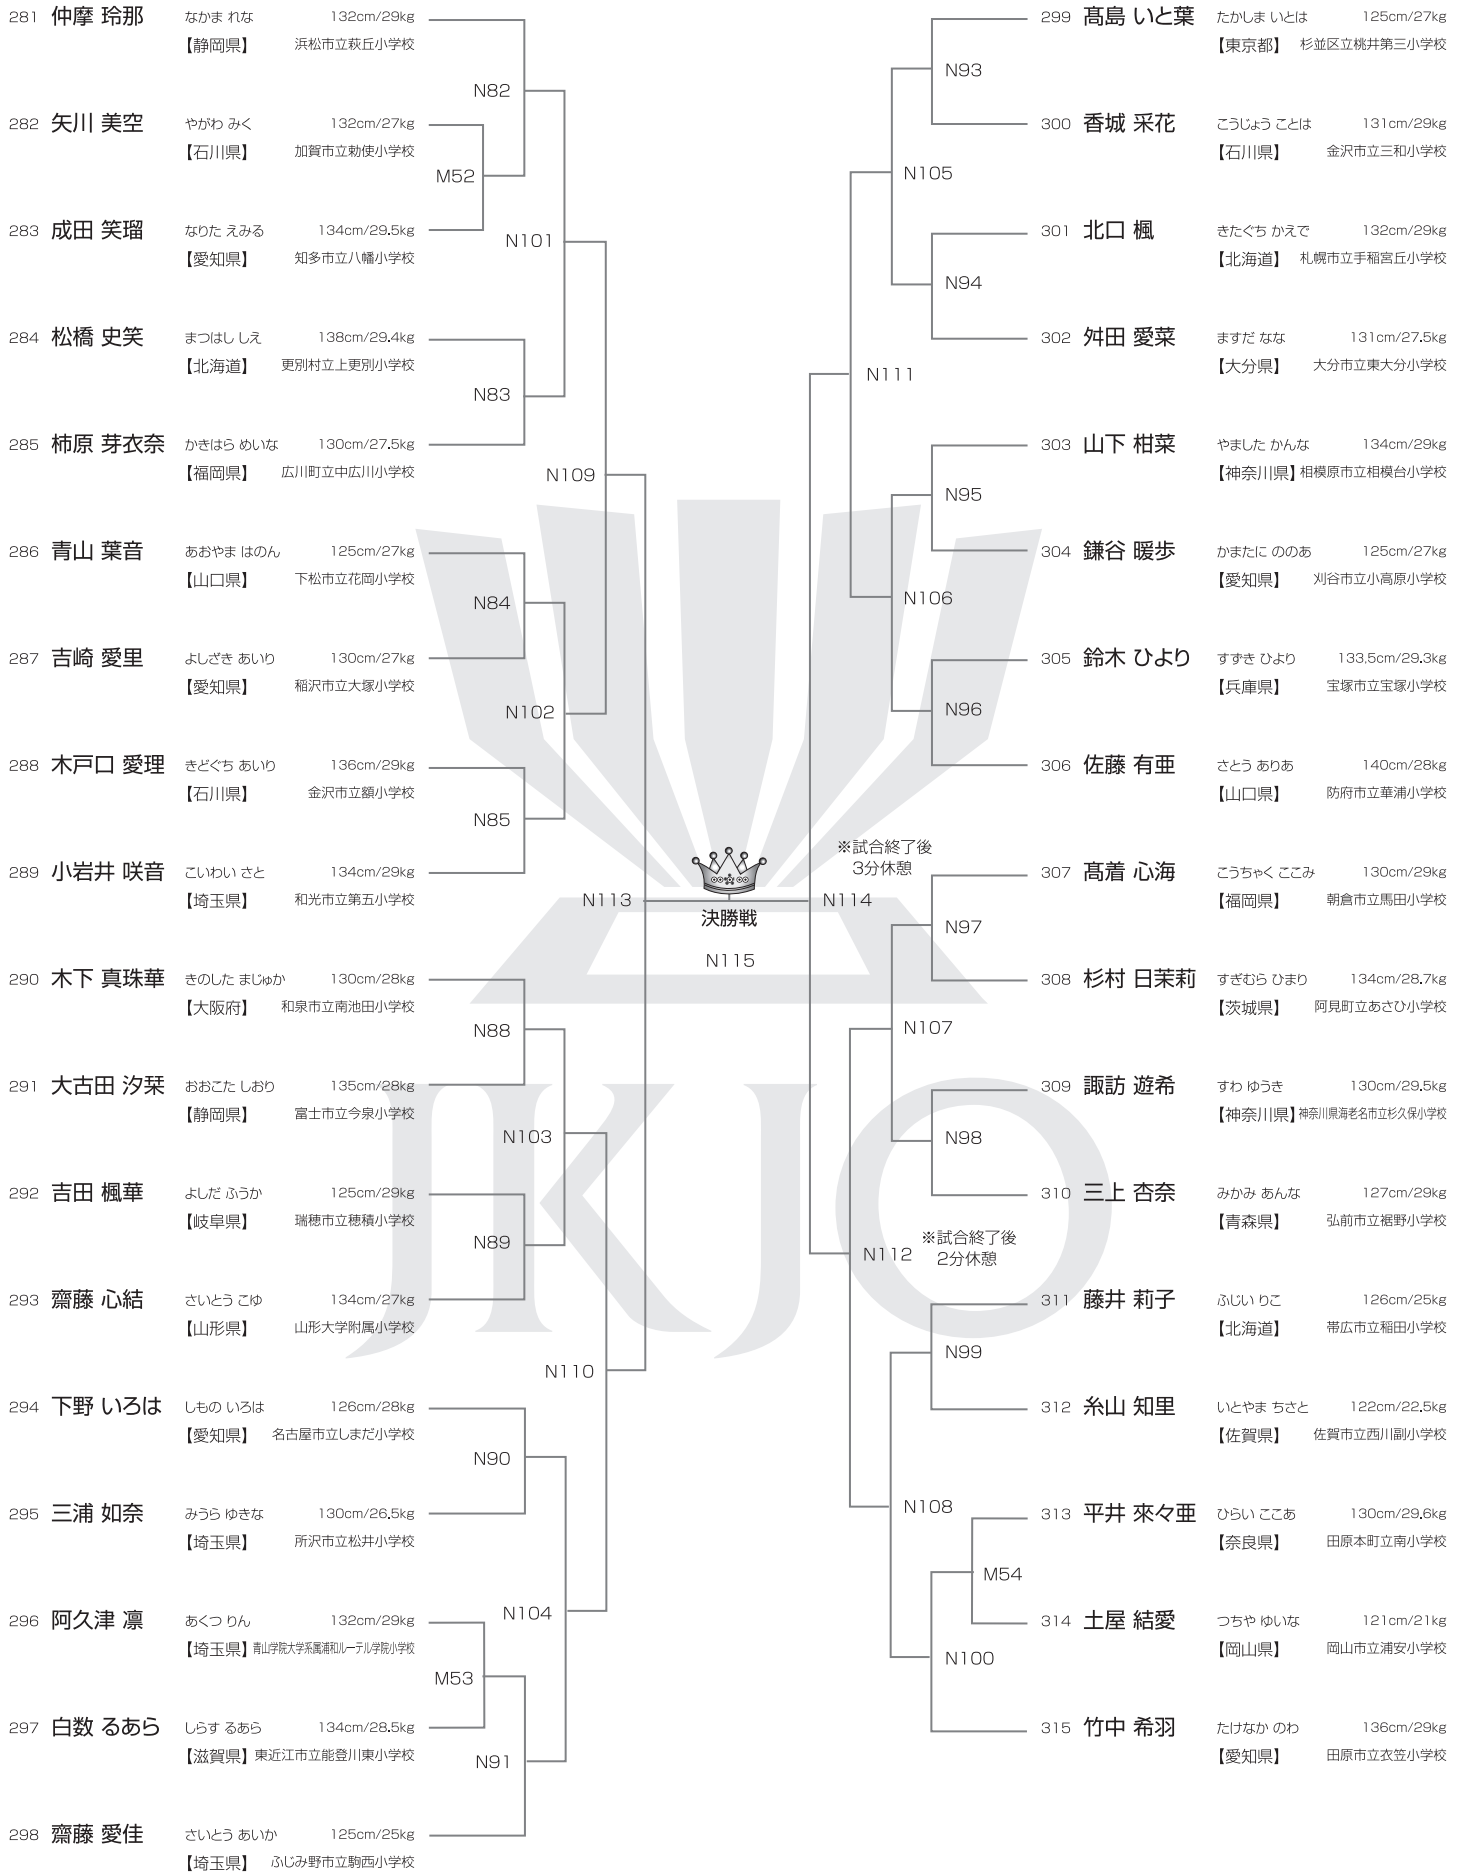 281 仲摩 玲那 なかま れな 132cm/29kg
【静岡県】 浜松市立萩丘小学校
N82
282 矢川 美空 やがわ みく 132cm/27kg
【石川県】 加賀市立勅使小学校
M52
283 成田 笑瑠 なりた えみる 134cm/29.5kg
【愛知県】 知多市立八幡小学校
N101
284 松橋 史笑 まつはし しえ 138cm/29.4kg
【北海道】 更別村立上更別小学校
N83
285 柿原 芽衣奈 かきはら めいな 130cm/27.5kg
【福岡県】 広川町立中広川小学校
N109
286 青山 葉音 あおやま はのん 125cm/27kg
【山口県】 下松市立花岡小学校
N84
287 吉崎 愛里 よしざき あいり 130cm/27kg
【愛知県】 稲沢市立大塚小学校
N102
288 木戸口 愛理 きどぐち あいり 136cm/29kg
【石川県】 金沢市立額小学校
N85
289 小岩井 咲音 こいわい さと 134cm/29kg
【埼玉県】 和光市立第五小学校
N113
290 木下 真珠華 きのした まじゅか 130cm/28kg
【大阪府】 和泉市立南池田小学校
N88
291 大古田 汐栞 おおこた しおり 135cm/28kg
【静岡県】 富士市立今泉小学校
N103
292 吉田 楓華 よしだ ふうか 125cm/29kg
【岐阜県】 瑞穂市立穂積小学校
N89
293 齋藤 心結 さいとう こゆ 134cm/27kg
【山形県】 山形大学附属小学校
N110
294 下野 いろは しもの いろは 126cm/28kg
【愛知県】 名古屋市立しまだ小学校
N90
295 三浦 如奈 みうら ゆきな 130cm/26.5kg
【埼玉県】 所沢市立松井小学校
N104
296 阿久津 凛 あくつ りん 132cm/29kg
【埼玉県】 青山学院大学系属浦和ルーテル学院小学校
M53
297 白数 るあら しらす るあら 134cm/28.5kg
【滋賀県】 東近江市立能登川東小学校
N91
298 齋藤 愛佳 さいとう あいか 125cm/25kg
【埼玉県】 ふじみ野市立駒西小学校
決勝戦
N115
JKJO
299 髙島 いと葉 たかしま いとは 125cm/27kg
【東京都】 杉並区立桃井第三小学校
N93
300 香城 采花 こうじょう ことは 131cm/29kg
【石川県】 金沢市立三和小学校
N105
301 北口 楓 きたぐち かえで 132cm/29kg
【北海道】 札幌市立手稲宮丘小学校
N94
302 舛田 愛菜 ますだ なな 131cm/27.5kg
【大分県】 大分市立東大分小学校
N111
303 山下 柑菜 やました かんな 134cm/29kg
【神奈川県】 相模原市立相模台小学校
N95
304 鎌谷 暖歩 かまたに ののあ 125cm/27kg
【愛知県】 刈谷市立小高原小学校
N106
305 鈴木 ひより すずき ひより 133.5cm/29.3kg
【兵庫県】 宝塚市立宝塚小学校
N96
306 佐藤 有亜 さとう ありあ 140cm/28kg
【山口県】 防府市立華浦小学校
※試合終了後
3分休憩
N114
307 髙着 心海 こうちゃく ここみ 130cm/29kg
【福岡県】 朝倉市立馬田小学校
N97
308 杉村 日茉莉 すぎむら ひまり 134cm/28.7kg
【茨城県】 阿見町立あさひ小学校
N107
309 諏訪 遊希 すわ ゆうき 130cm/29.5kg
【神奈川県】 神奈川県海老名市立杉久保小学校
N98
310 三上 杏奈 みかみ あんな 127cm/29kg
【青森県】 弘前市立裾野小学校
N112
※試合終了後
2分休憩
311 藤井 莉子 ふじい りこ 126cm/25kg
【北海道】 帯広市立稲田小学校
N99
312 糸山 知里 いとやま ちさと 122cm/22.5kg
【佐賀県】 佐賀市立西川副小学校
N108
313 平井 來々亜 ひらい ここあ 130cm/29.6kg
【奈良県】 田原本町立南小学校
M54
314 土屋 結愛 つちや ゆいな 121cm/21kg
【岡山県】 岡山市立浦安小学校
N100
315 竹中 希羽 たけなか のわ 136cm/29kg
【愛知県】 田原市立衣笠小学校